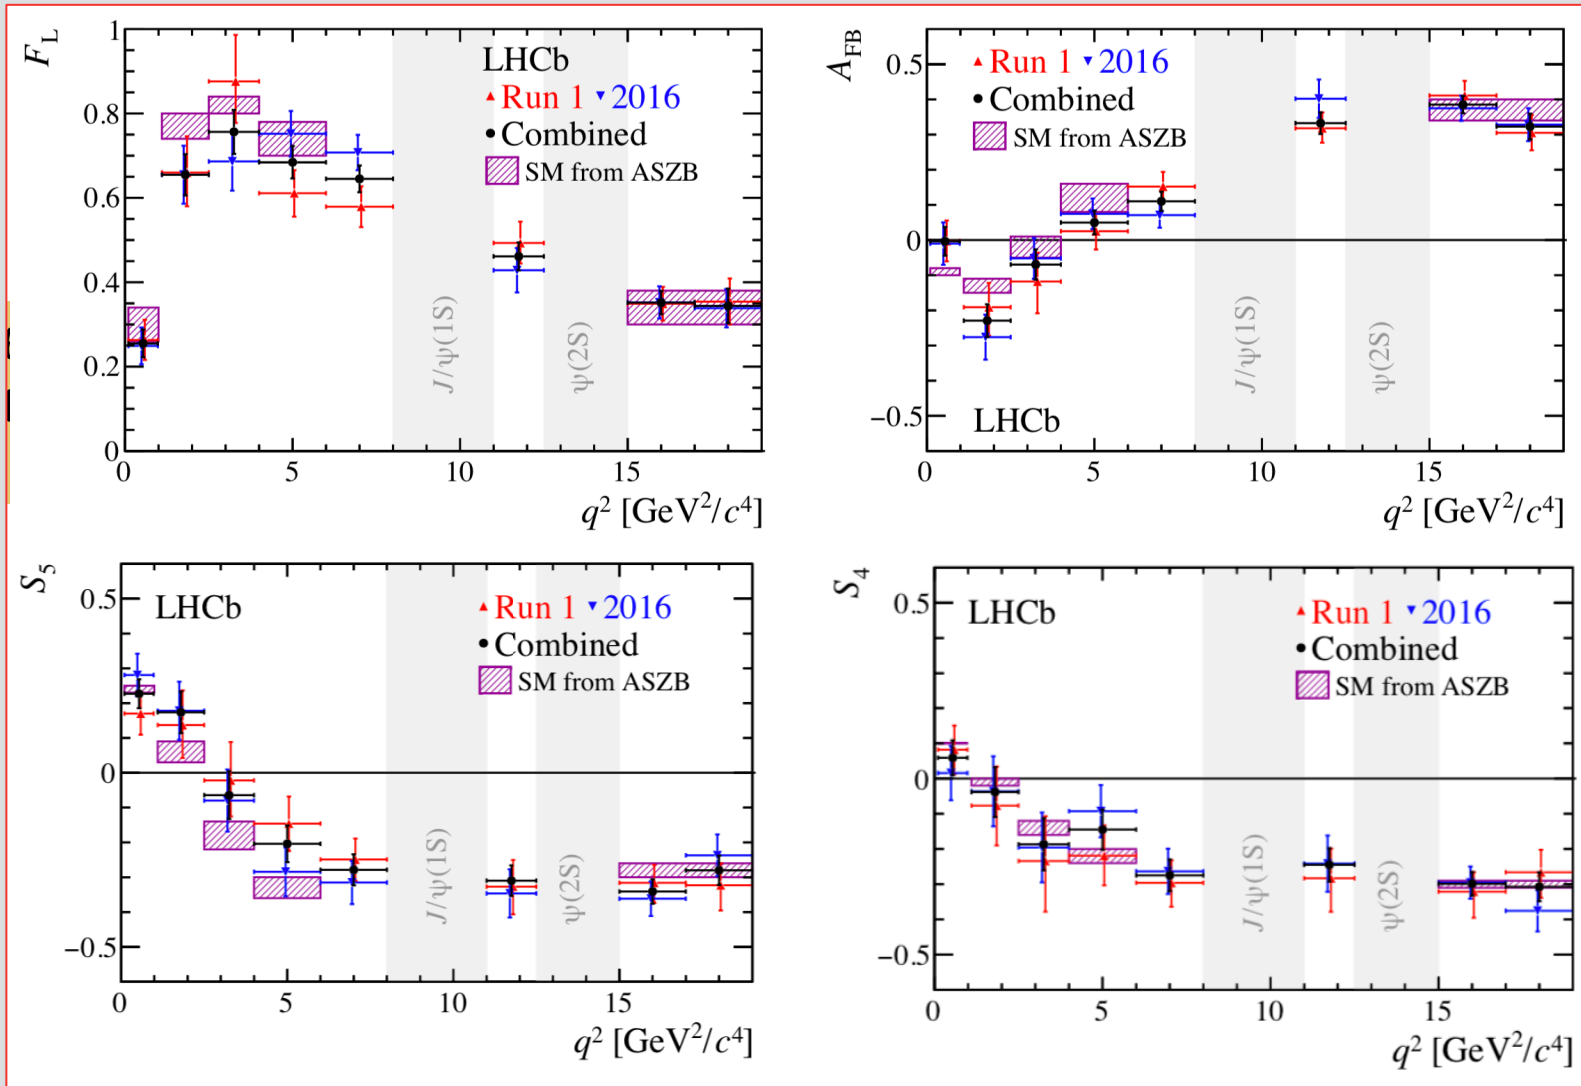 F_L
1
0.8
0.6
0.4
0.2
0
LHCb
Run 1 2016
Combined
SM from ASZB
J/ψ(1S)
ψ(2S)
0 5 10 15
q² [GeV²/c⁴]
A_FB
0.5
0
−0.5
Run 1 2016
Combined
SM from ASZB
J/ψ(1S)
ψ(2S)
LHCb
0 5 10 15
q² [GeV²/c⁴]
S₅
0.5
0
−0.5
LHCb
Run 1 2016
Combined
SM from ASZB
J/ψ(1S)
ψ(2S)
0 5 10 15
q² [GeV²/c⁴]
S₄
0.5
0
−0.5
LHCb
Run 1 2016
Combined
SM from ASZB
J/ψ(1S)
ψ(2S)
0 5 10 15
q² [GeV²/c⁴]